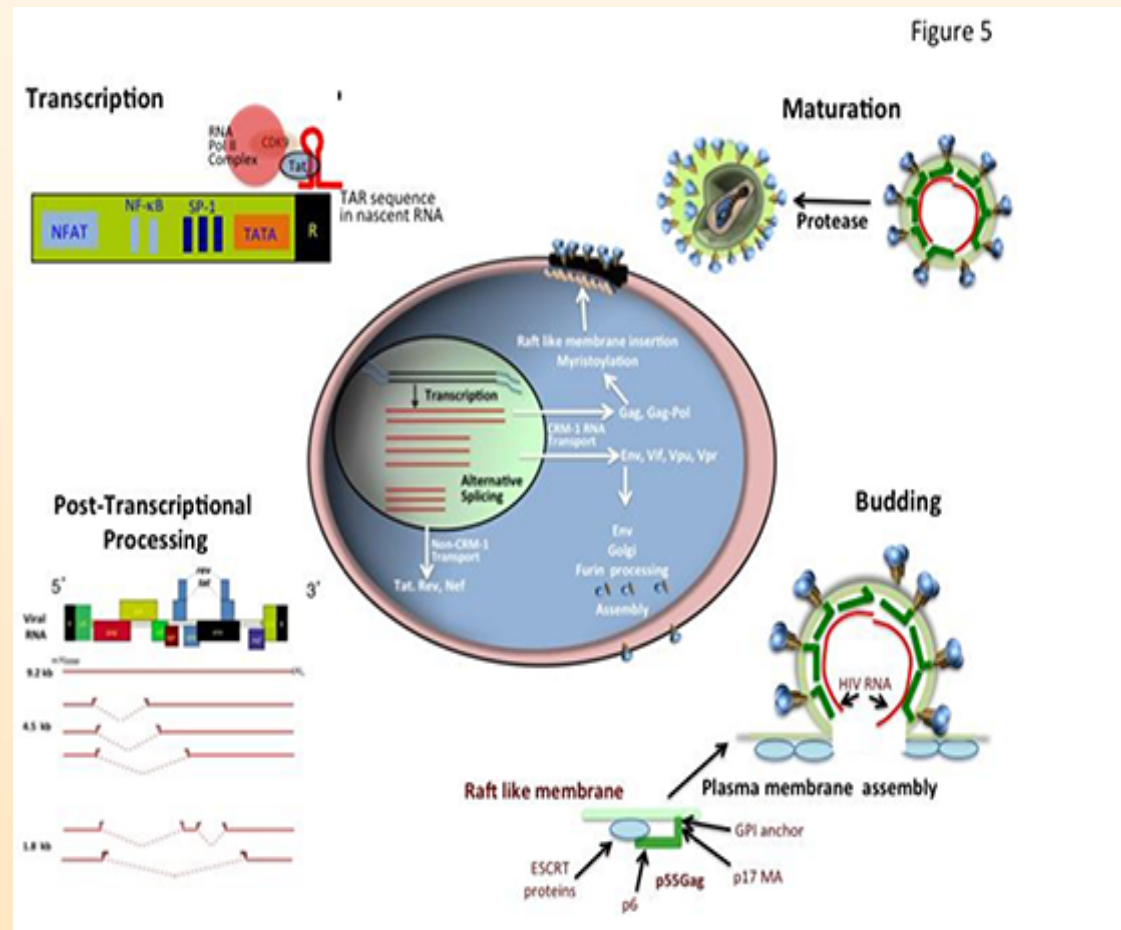 Figure 5
Transcription
RNA
Pol II
Complex
CDK9
Tat
TAR sequence
in nascent RNA
NFAT
NF-κB
SP-1
TATA
R
Maturation
Protease
Raft like membrane insertion
Myristoylation
Transcription
Gag, Gag-Pol
CRM-1 RNA
Transport
Env, Vif, Vpu, Vpr
Alternative
Splicing
Non-CRM-1
Transport
Tat. Rev, Nef
Env
Golgi
Furin processing
Assembly
Post-Transcriptional
Processing
rev
tat
5'
3'
Viral
RNA
9.2 kb
4.5 kb
1.8 kb
Budding
HIV RNA
Plasma membrane assembly
Raft like membrane
GPI anchor
p17 MA
p55Gag
p6
ESCRT
proteins